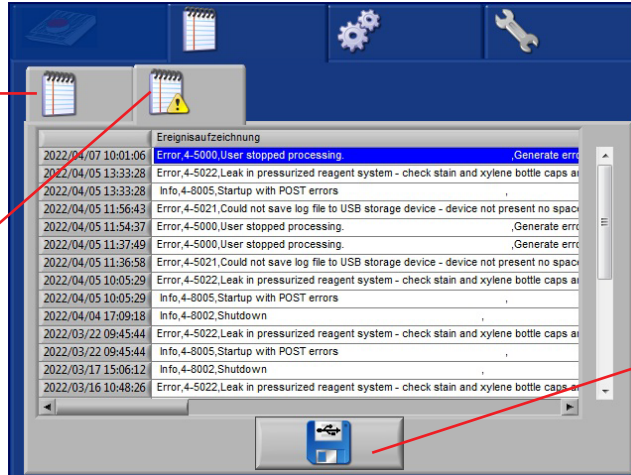 Ereignisaufzeichnung
2022/04/07 10:01:06 Error,4-5000,User stopped processing. ,Generate erro
2022/04/05 13:33:28 Error,4-5022,Leak in pressurized reagent system - check stain and xylene bottle caps a
2022/04/05 13:33:28 Info,4-8005,Startup with POST errors ,
2022/04/05 11:56:43 Error,4-5021,Could not save log file to USB storage device - device not present no spac
2022/04/05 11:54:37 Error,4-5000,User stopped processing. ,Generate erro
2022/04/05 11:37:49 Error,4-5000,User stopped processing. ,Generate erro
2022/04/05 11:36:58 Error,4-5021,Could not save log file to USB storage device - device not present no spac
2022/04/05 10:05:29 Error,4-5022,Leak in pressurized reagent system - check stain and xylene bottle caps a
2022/04/05 10:05:29 Info,4-8005,Startup with POST errors ,
2022/04/04 17:09:18 Info,4-8002,Shutdown ,
2022/03/22 09:45:44 Error,4-5022,Leak in pressurized reagent system - check stain and xylene bottle caps a
2022/03/22 09:45:44 Info,4-8005,Startup with POST errors ,
2022/03/17 15:06:12 Info,4-8002,Shutdown ,
2022/03/16 10:48:26 Error,4-5022,Leak in pressurized reagent system - check stain and xylene bottle caps a